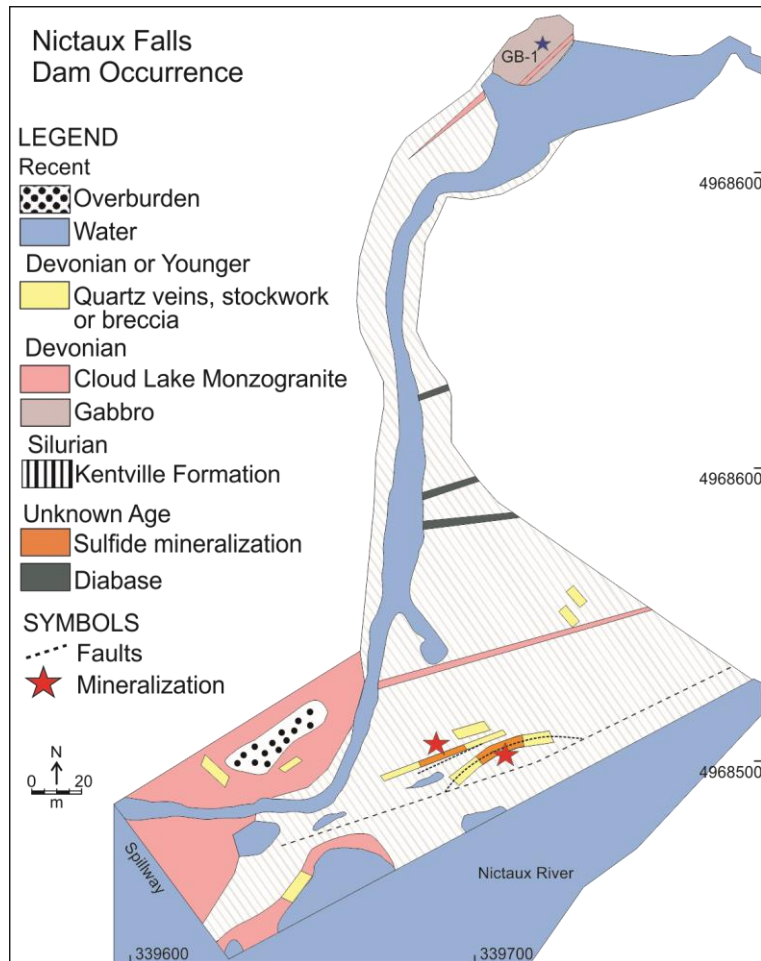 Nictaux Falls
Dam Occurrence
LEGEND
Recent
Overburden
Water
Devonian or Younger
Quartz veins, stockwork
or breccia
Devonian
Cloud Lake Monzogranite
Gabbro
Silurian
Kentville Formation
Unknown Age
Sulfide mineralization
Diabase
SYMBOLS
Faults
Mineralization
N
0 20
m
GB-1
4968600
4968600
4968500
Spillway
Nictaux River
339600
339700